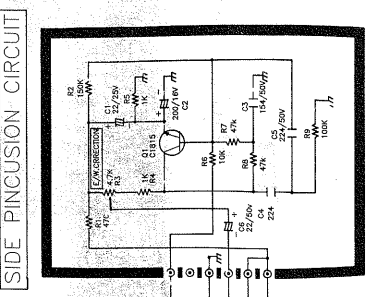 SIDE PINCUSION CIRCUIT
R2
150K
C1
22/25V
R5
1K
200/16V
C2
E/W.CRRECTION
4.7K
R3
1K
R4
Q1
C1815
R7
47k
C3
154/50V
R6
10K
R8
47k
C5
224/50V
R9
100K
R1
47C
C6
22/50v
C4
224